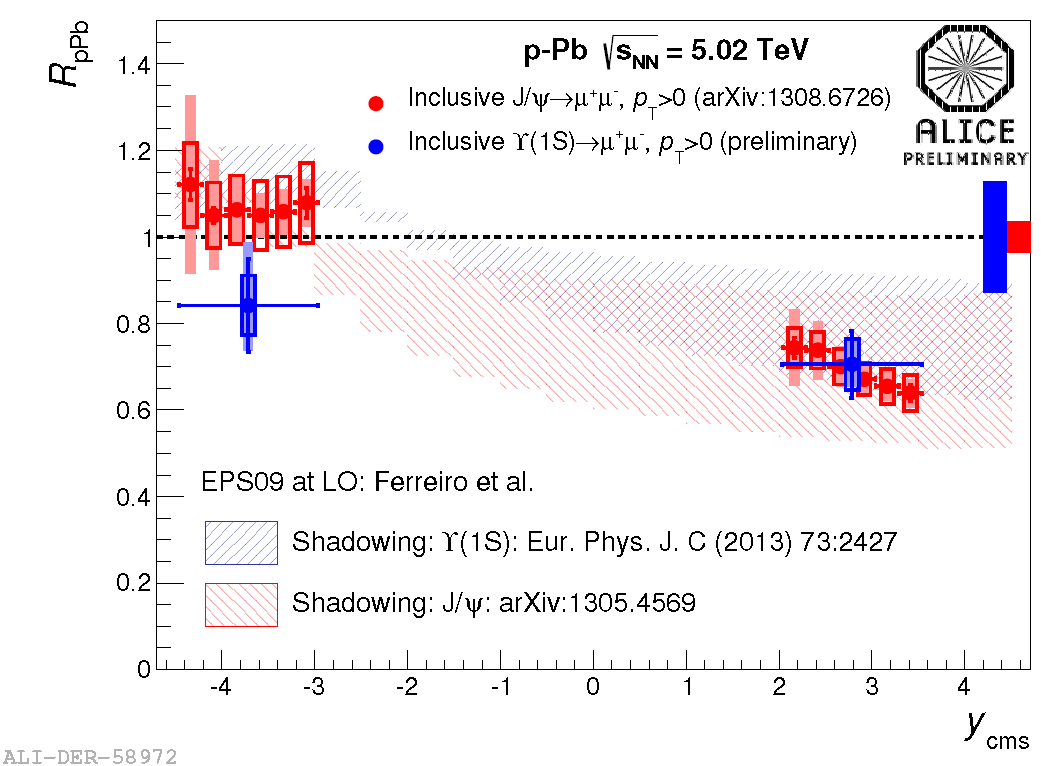 R_pPb
p-Pb √s_NN = 5.02 TeV
Inclusive J/ψ→μ⁺μ⁻, p_T>0 (arXiv:1308.6726)
Inclusive ϒ(1S)→μ⁺μ⁻, p_T>0 (preliminary)
ALICE
PRELIMINARY
1.4
1.2
1
0.8
0.6
0.4
0.2
0
EPS09 at LO: Ferreiro et al.
Shadowing: ϒ(1S): Eur. Phys. J. C (2013) 73:2427
Shadowing: J/ψ: arXiv:1305.4569
-4 -3 -2 -1 0 1 2 3 4
y_cms
ALI-DER-58972